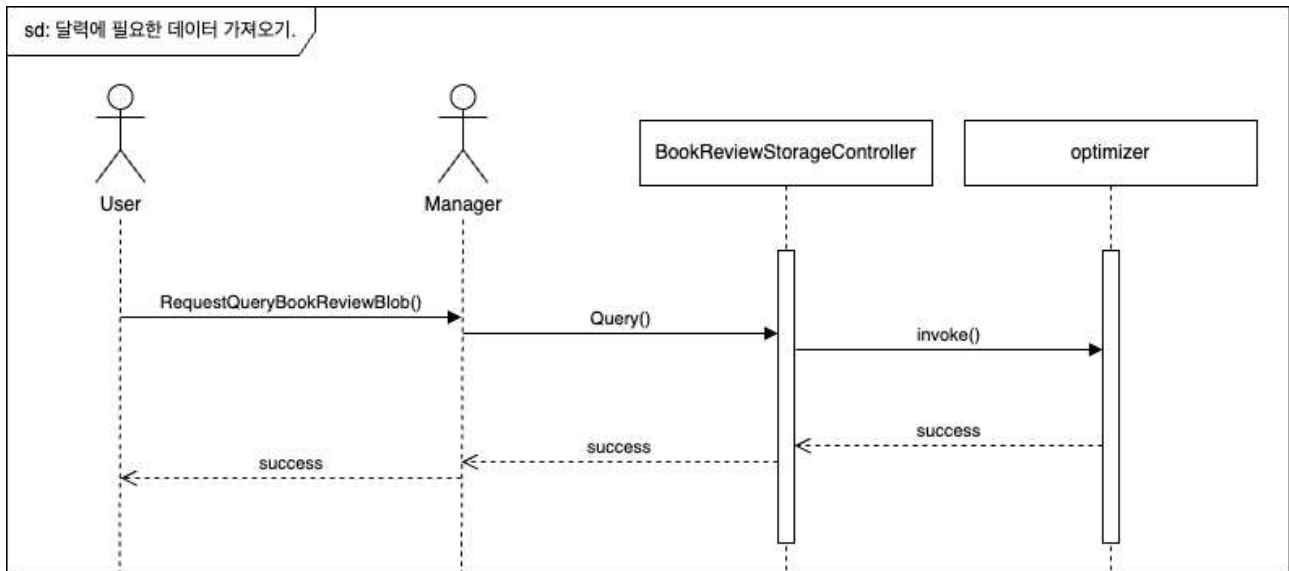 sd: 달력에 필요한 데이터 가져오기.
BookReviewStorageController
optimizer
User
Manager
RequestQueryBookReviewBlob()
Query()
invoke()
success
success
success